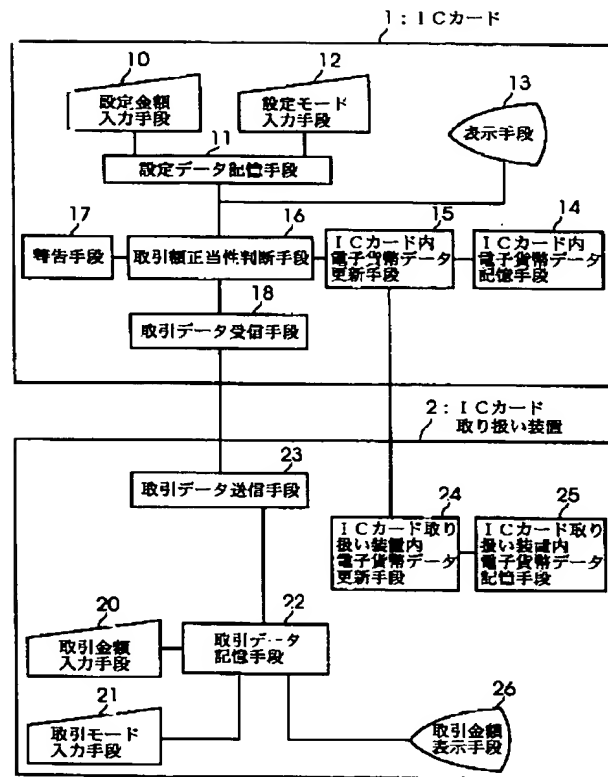 1：ＩＣカード
10
設定金額
入力手段
12
設定モード
入力手段
13
表示手段
11
設定データ記憶手段
17
警告手段
16
取引額正当性判断手段
15
ＩＣカード内
電子貨幣データ
更新手段
14
ＩＣカード内
電子貨幣データ
記憶手段
18
取引データ受信手段
2：ＩＣカード
取り扱い装置
23
取引データ送信手段
24
ＩＣカード取り
扱い装置内
電子貨幣データ
更新手段
25
ＩＣカード取り
扱い装置内
電子貨幣データ
記憶手段
20
取引金額
入力手段
22
取引データ
記憶手段
21
取引モード
入力手段
26
取引金額
表示手段